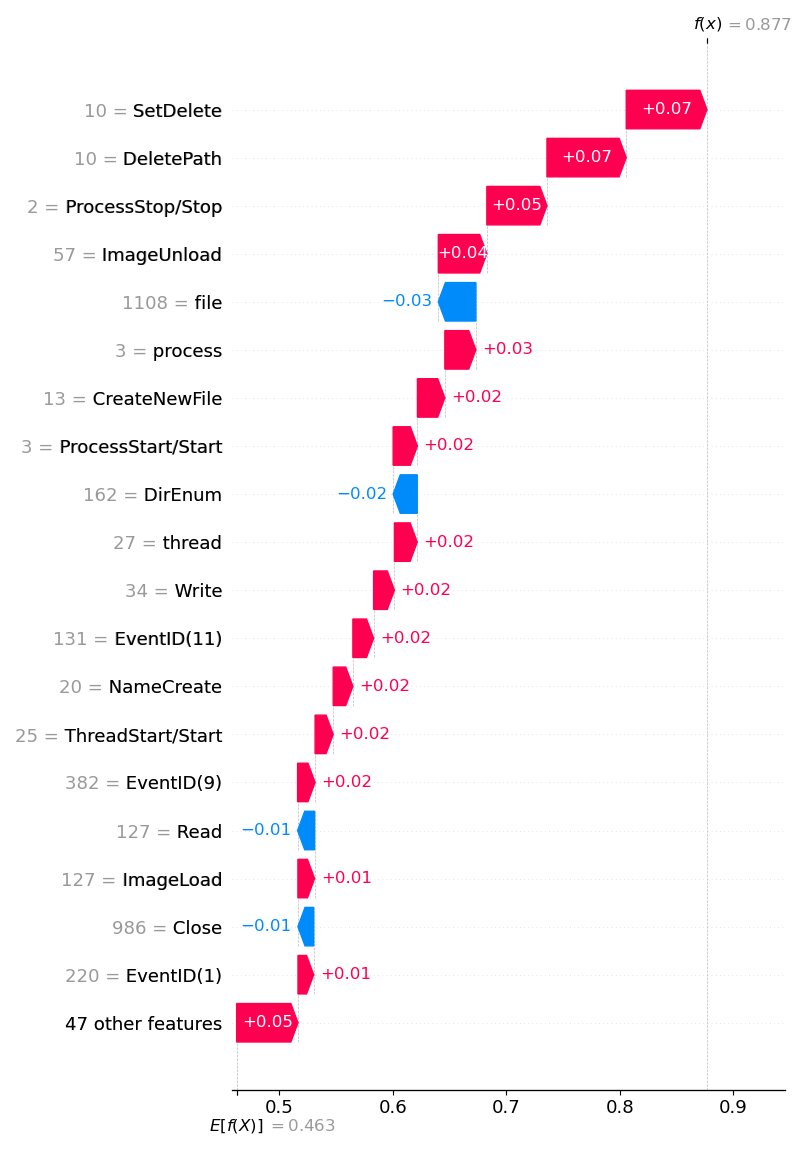 f(x) = 0.877
10 = SetDelete +0.07
10 = DeletePath +0.07
2 = ProcessStop/Stop +0.05
57 = ImageUnload +0.04
1108 = file −0.03
3 = process +0.03
13 = CreateNewFile +0.02
3 = ProcessStart/Start +0.02
162 = DirEnum −0.02
27 = thread +0.02
34 = Write +0.02
131 = EventID(11) +0.02
20 = NameCreate +0.02
25 = ThreadStart/Start +0.02
382 = EventID(9) +0.02
127 = Read −0.01
127 = ImageLoad +0.01
986 = Close −0.01
220 = EventID(1) +0.01
47 other features +0.05
0.5 0.6 0.7 0.8 0.9
E[f(X)] = 0.463